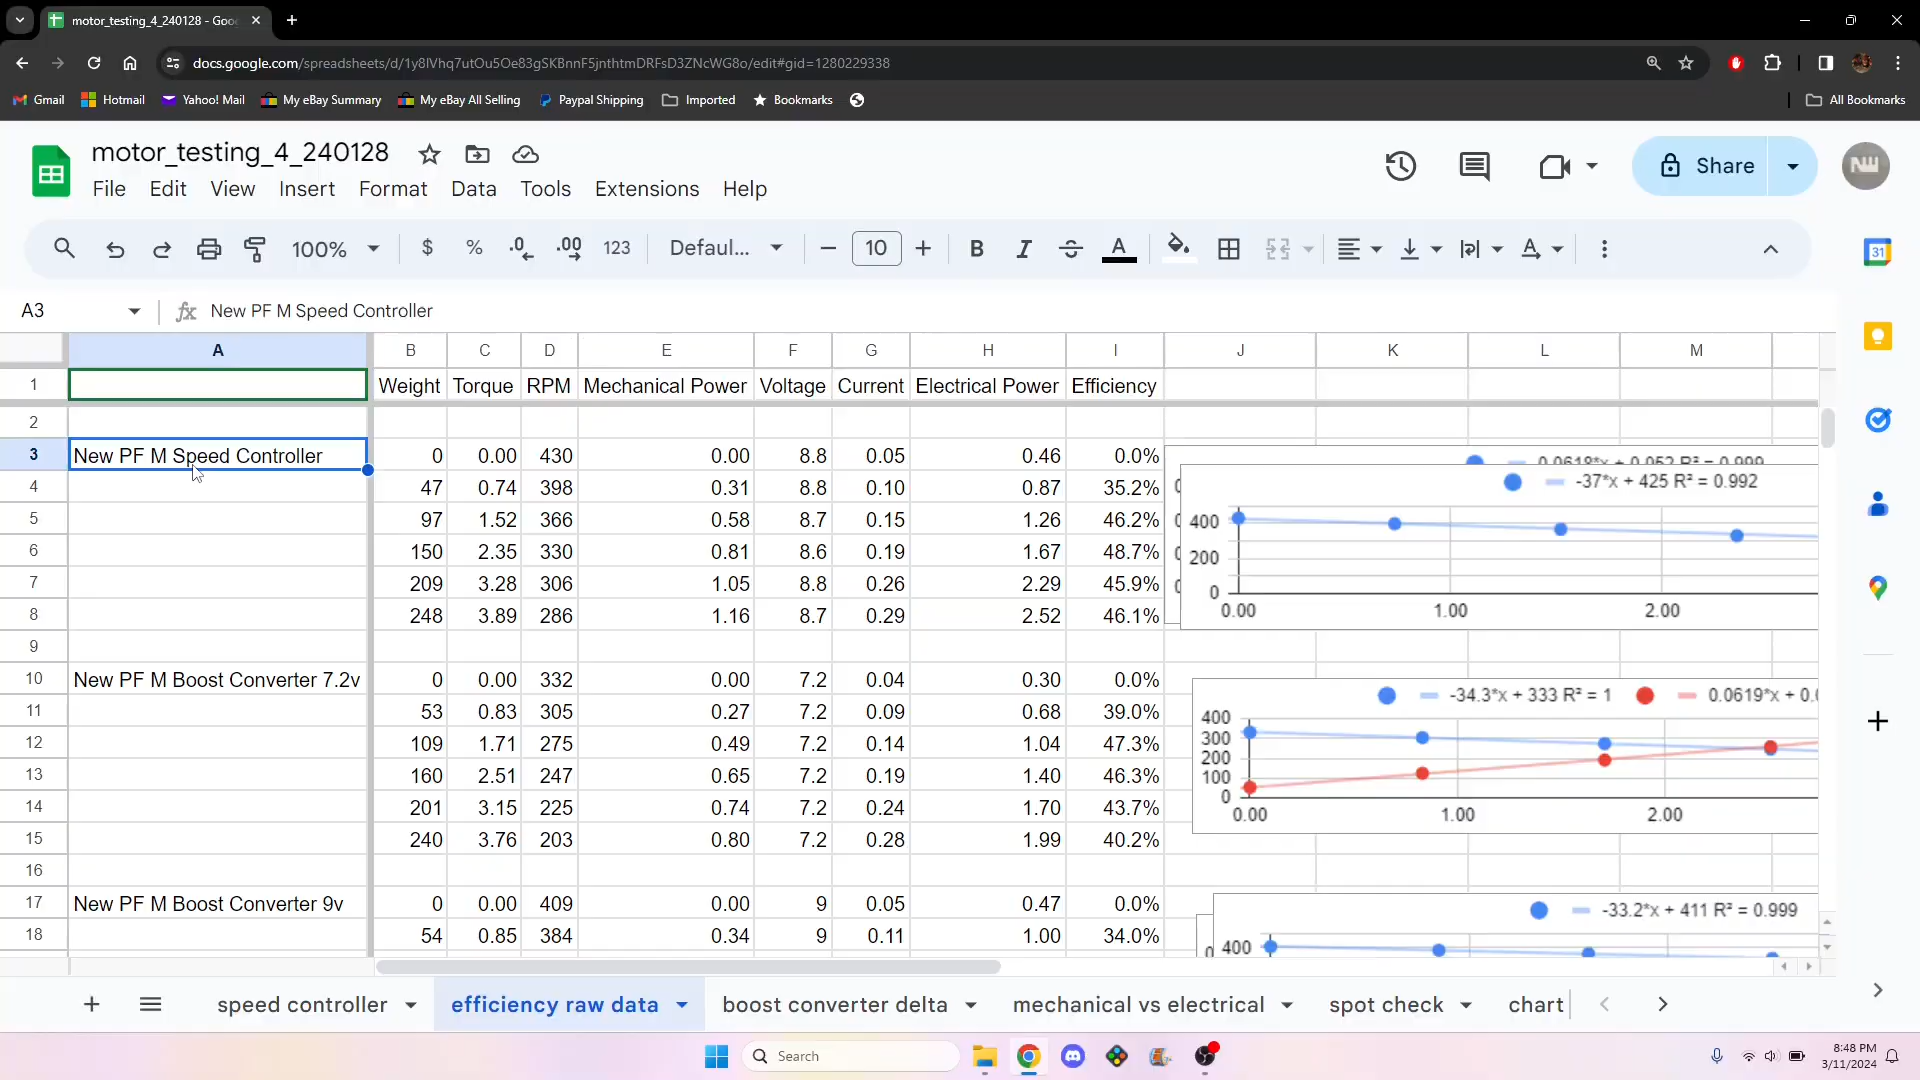 motor_testing_4_240128 - Goo
docs.google.com/spreadsheets/d/1y8lVhq7utOu5Oe83gSKBnnF5jnthtmDRFsD3ZNcWG8o/edit#gid=1280229338
Gmail Hotmail Yahoo! Mail My eBay Summary My eBay All Selling Paypal Shipping Imported Bookmarks All Bookmarks
motor_testing_4_240128
Share
NW
File Edit View Insert Format Data Tools Extensions Help
100% $ % .0 .00 123 Defaul... 10 B I A
31
A3 fx New PF M Speed Controller
A B C D E F G H I J K L M
1 Weight Torque RPM Mechanical Power Voltage Current Electrical Power Efficiency
2
3 New PF M Speed Controller 0 0.00 430 0.00 8.8 0.05 0.46 0.0%
4 47 0.74 398 0.31 8.8 0.10 0.87 35.2%
5 97 1.52 366 0.58 8.7 0.15 1.26 46.2%
6 150 2.35 330 0.81 8.6 0.19 1.67 48.7%
7 209 3.28 306 1.05 8.8 0.26 2.29 45.9%
8 248 3.89 286 1.16 8.7 0.29 2.52 46.1%
9
10 New PF M Boost Converter 7.2v 0 0.00 332 0.00 7.2 0.04 0.30 0.0%
11 53 0.83 305 0.27 7.2 0.09 0.68 39.0%
12 109 1.71 275 0.49 7.2 0.14 1.04 47.3%
13 160 2.51 247 0.65 7.2 0.19 1.40 46.3%
14 201 3.15 225 0.74 7.2 0.24 1.70 43.7%
15 240 3.76 203 0.80 7.2 0.28 1.99 40.2%
16
17 New PF M Boost Converter 9v 0 0.00 409 0.00 9 0.05 0.47 0.0%
18 54 0.85 384 0.34 9 0.11 1.00 34.0%
0.0618*x + 0.052 R² = 0.999
-37*x + 425 R² = 0.992
400
200
0
0.00 1.00 2.00
-34.3*x + 333 R² = 1 0.0619*x + 0.0
400
300
200
100
0
0.00 1.00 2.00
-33.2*x + 411 R² = 0.999
400
speed controller efficiency raw data boost converter delta mechanical vs electrical spot check chart
Search
8:48 PM
3/11/2024